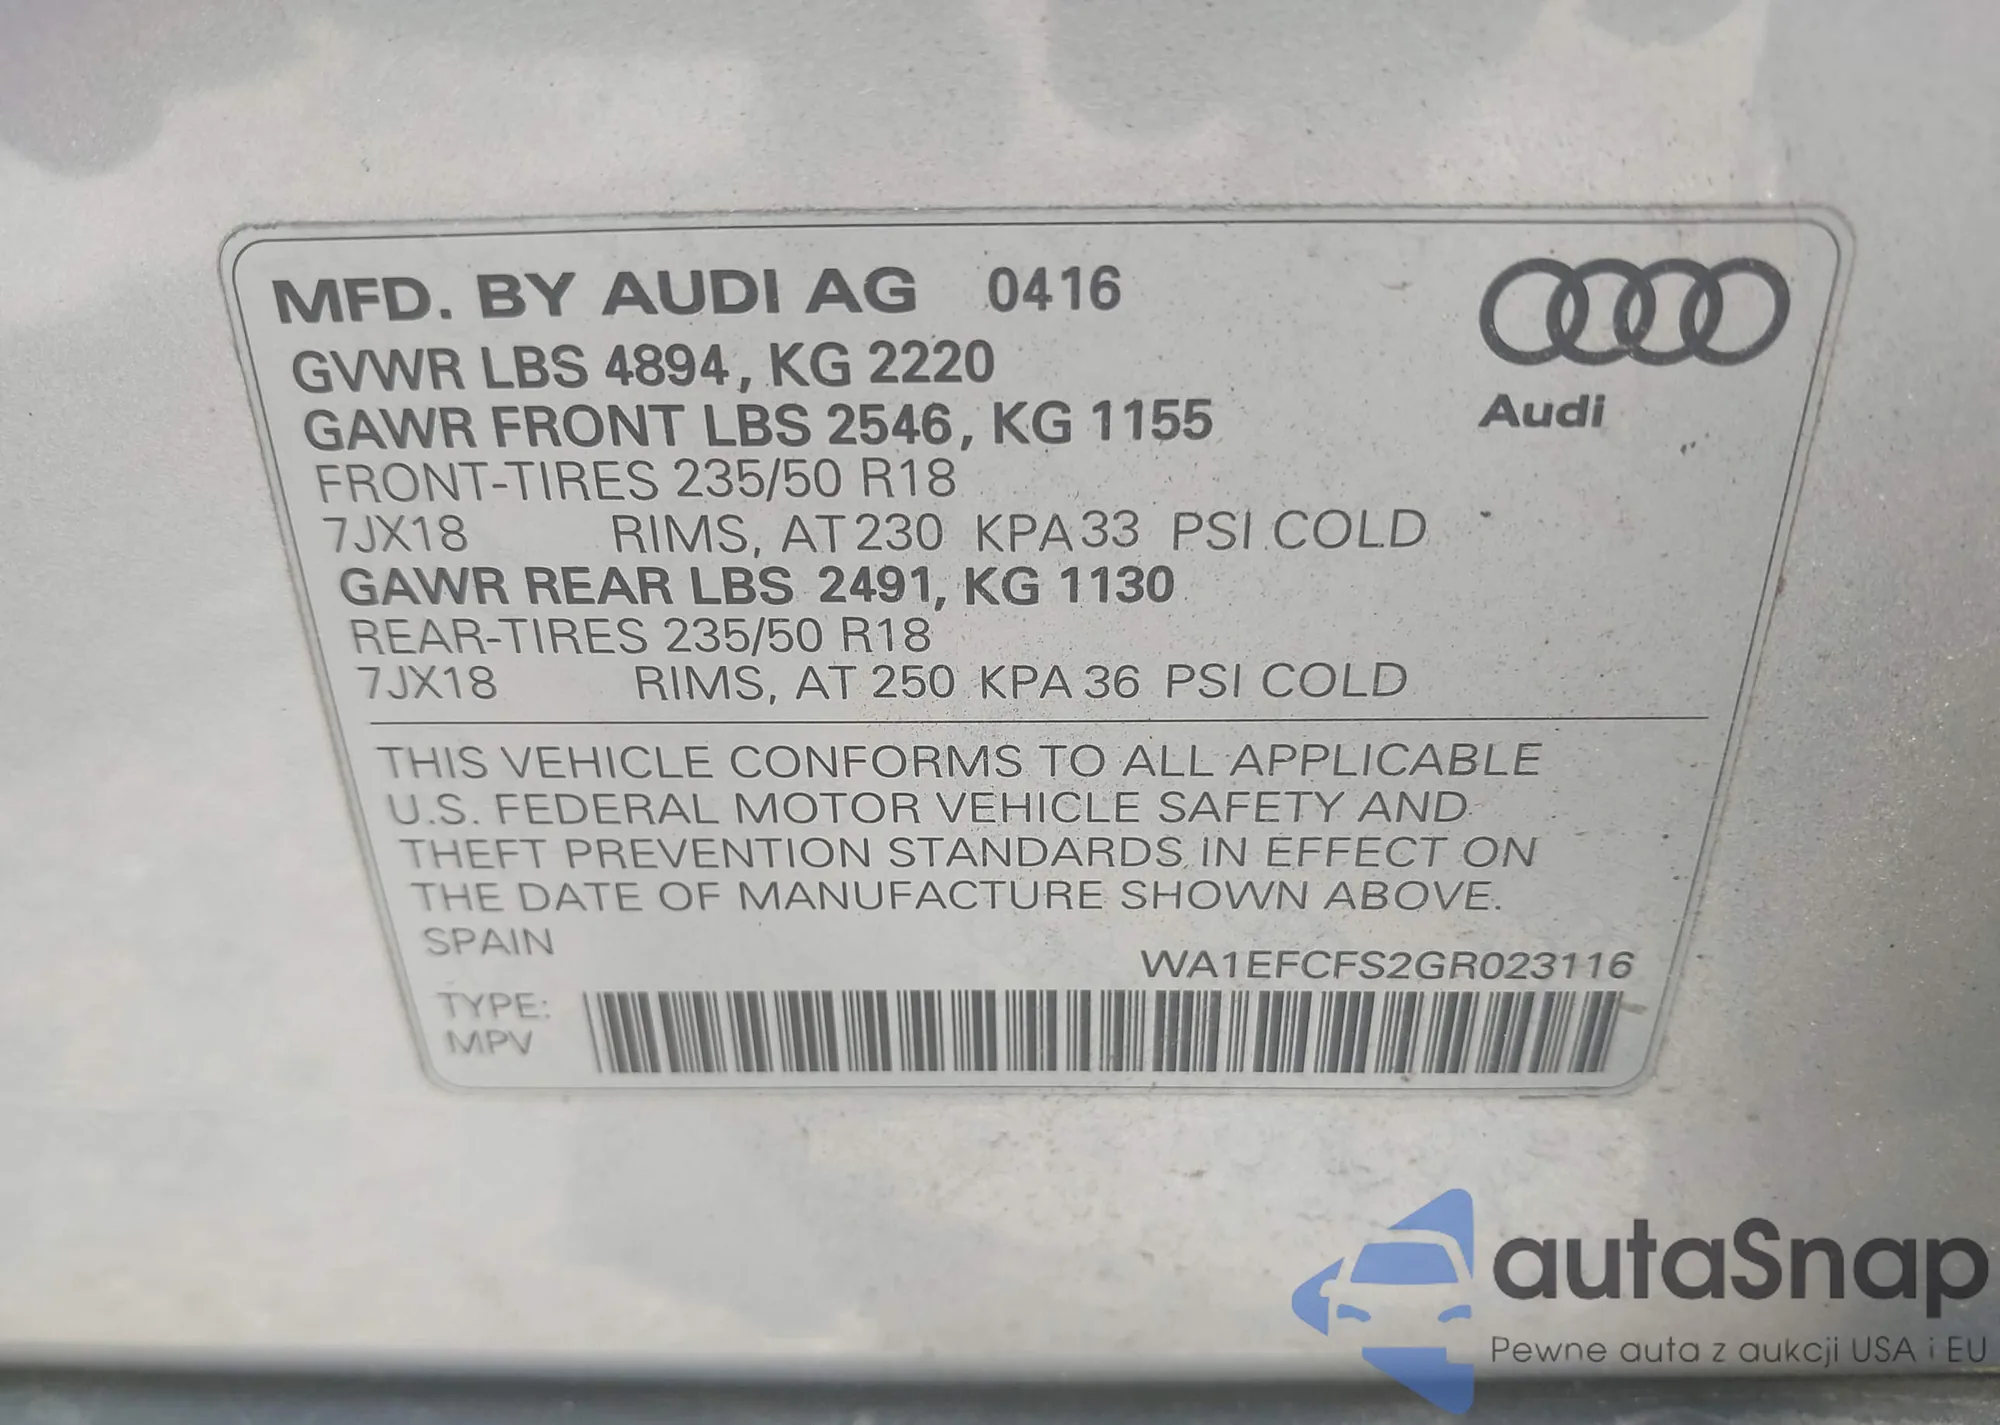 MFD. BY AUDI AG 0416
GVWR LBS 4894, KG 2220
GAWR FRONT LBS 2546, KG 1155
FRONT-TIRES 235/50 R18
7JX18 RIMS, AT 230 KPA 33 PSI COLD
GAWR REAR LBS 2491, KG 1130
REAR-TIRES 235/50 R18
7JX18 RIMS, AT 250 KPA 36 PSI COLD
Audi
THIS VEHICLE CONFORMS TO ALL APPLICABLE
U.S. FEDERAL MOTOR VEHICLE SAFETY AND
THEFT PREVENTION STANDARDS IN EFFECT ON
THE DATE OF MANUFACTURE SHOWN ABOVE.
SPAIN
WA1EFCFS2GR023116
TYPE:
MPV
autaSnap
Pewne auta z aukcji USA i EU